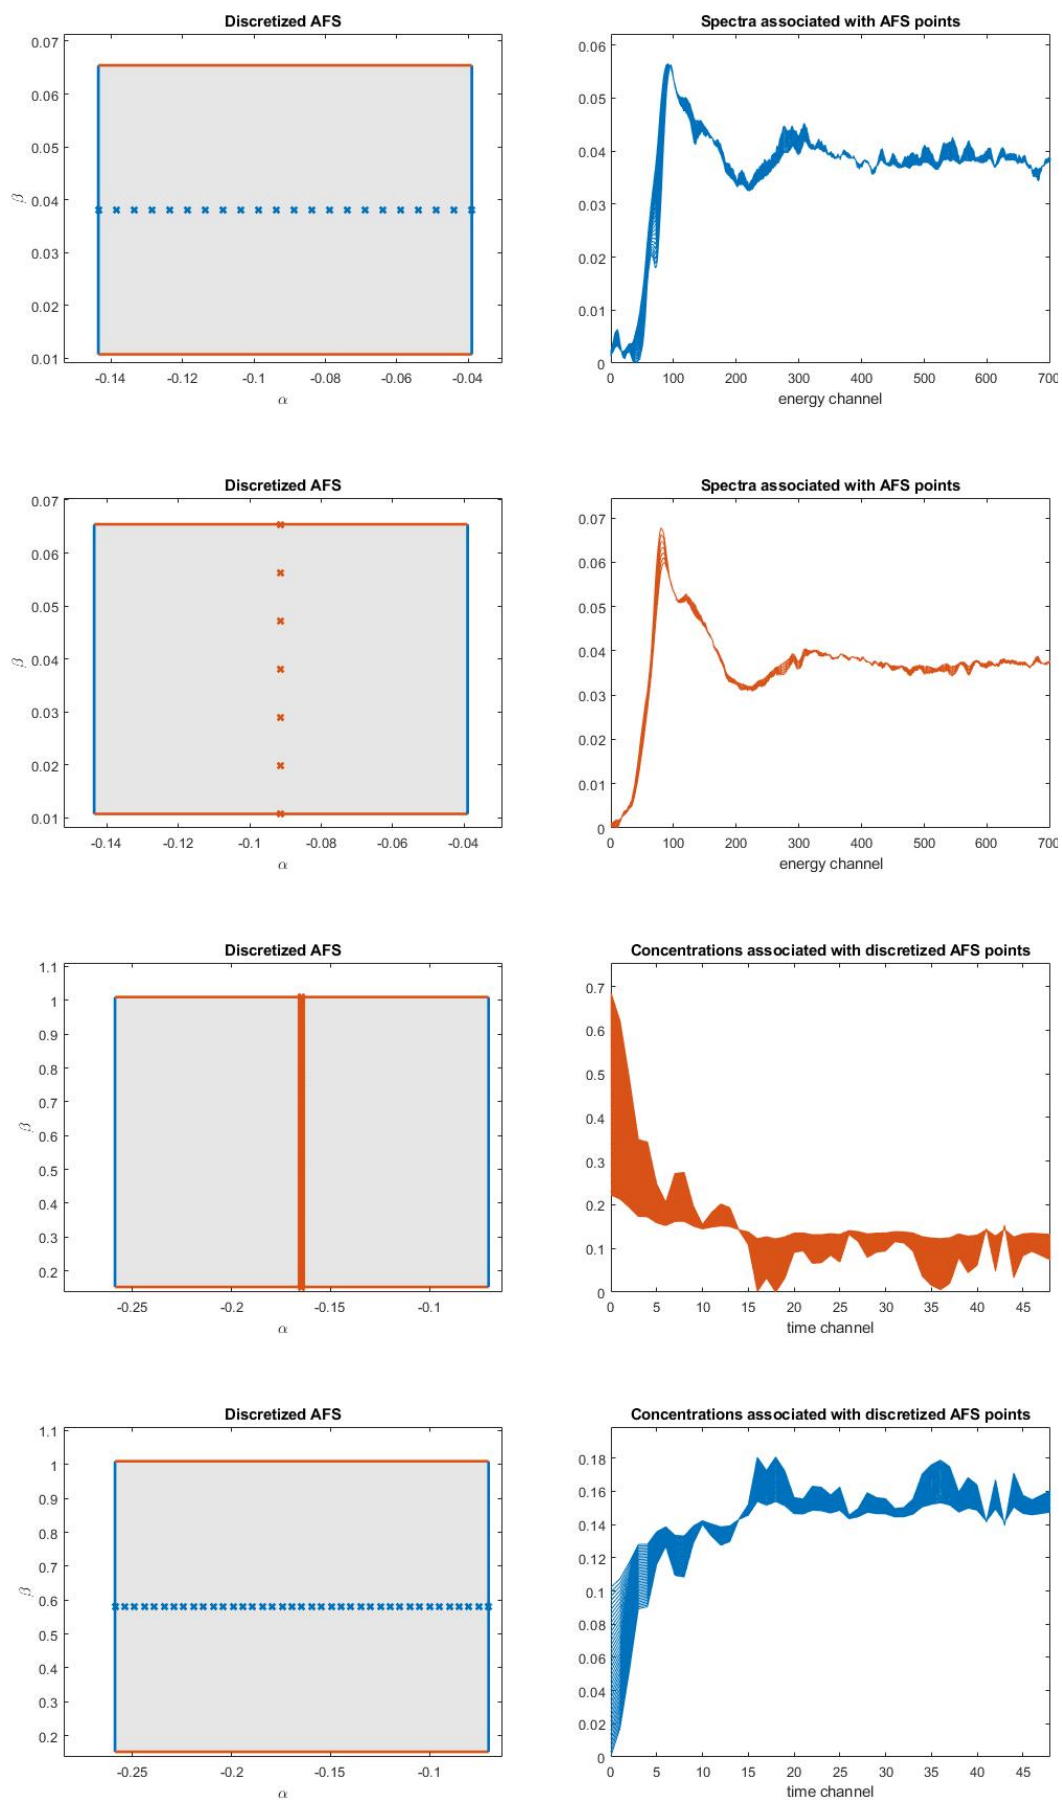 Discretized AFS
0.07
0.06
0.05
0.04
0.03
0.02
0.01
β
-0.14 -0.12 -0.1 -0.08 -0.06 -0.04
α
Spectra associated with AFS points
0.06
0.05
0.04
0.03
0.02
0.01
0
0 100 200 300 400 500 600 700
energy channel
Discretized AFS
0.07
0.06
0.05
0.04
0.03
0.02
0.01
β
-0.14 -0.12 -0.1 -0.08 -0.06 -0.04
α
Spectra associated with AFS points
0.07
0.06
0.05
0.04
0.03
0.02
0.01
0
0 100 200 300 400 500 600 700
energy channel
Discretized AFS
1.1
1
0.9
0.8
0.7
0.6
0.5
0.4
0.3
0.2
β
-0.25 -0.2 -0.15 -0.1
α
Concentrations associated with discretized AFS points
0.7
0.6
0.5
0.4
0.3
0.2
0.1
0
0 5 10 15 20 25 30 35 40 45
time channel
Discretized AFS
1.1
1
0.9
0.8
0.7
0.6
0.5
0.4
0.3
0.2
β
-0.25 -0.2 -0.15 -0.1
α
Concentrations associated with discretized AFS points
0.18
0.16
0.14
0.12
0.1
0.08
0.06
0.04
0.02
0
0 5 10 15 20 25 30 35 40 45
time channel